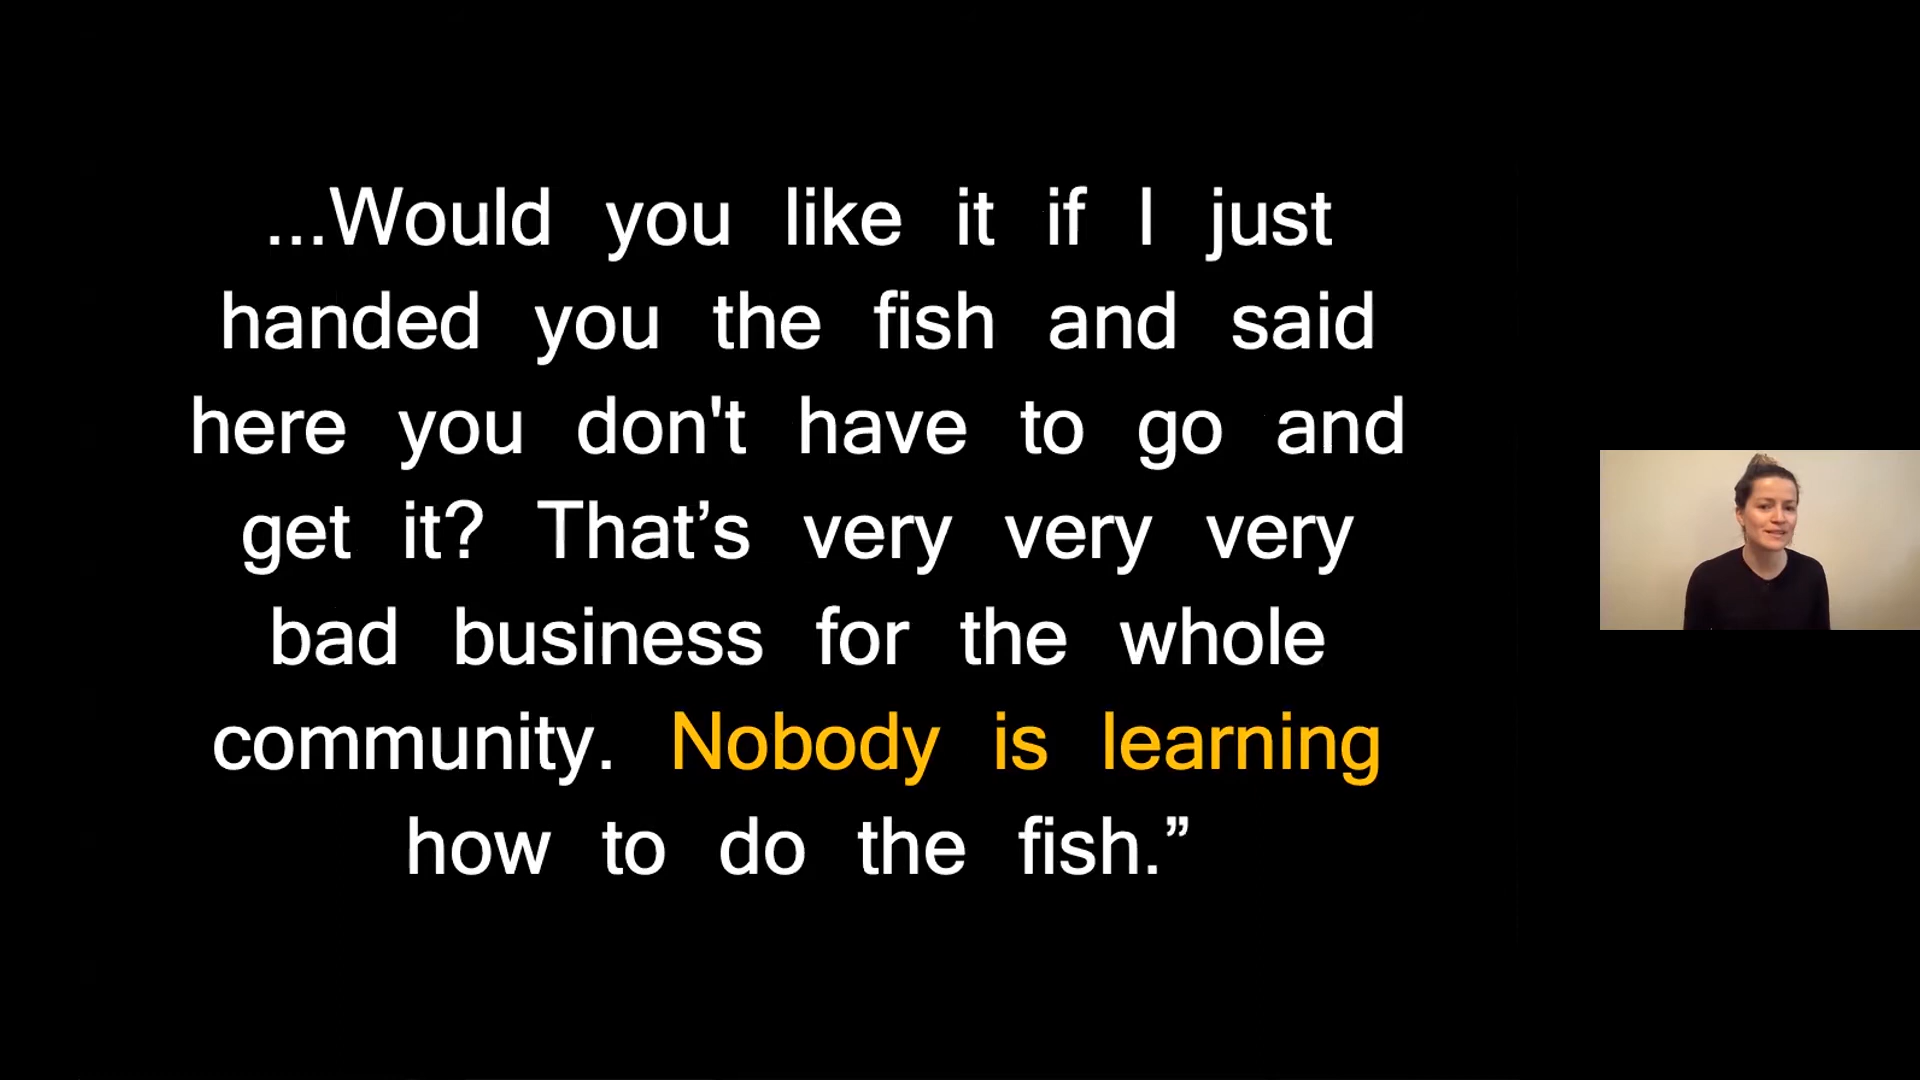 ...Would you like it if I just
handed you the fish and said
here you don't have to go and
get it? That’s very very very
bad business for the whole
community. Nobody is learning
how to do the fish.”